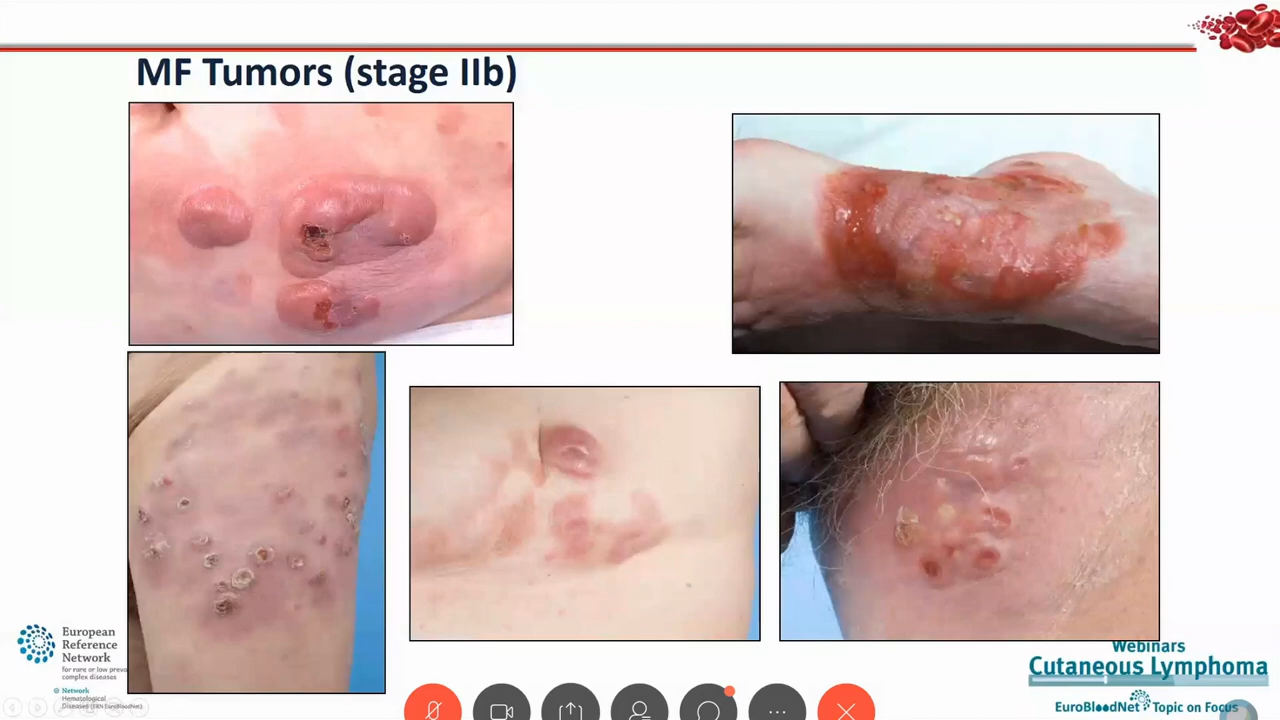 MF Tumors (stage IIb)
European
Reference
Network
for rare or low preva
complex diseases
Network
Hematological
Diseases (ERN EuroBloodNet)
Webinars
Cutaneous Lymphoma
EuroBloodNet Topic on Focus